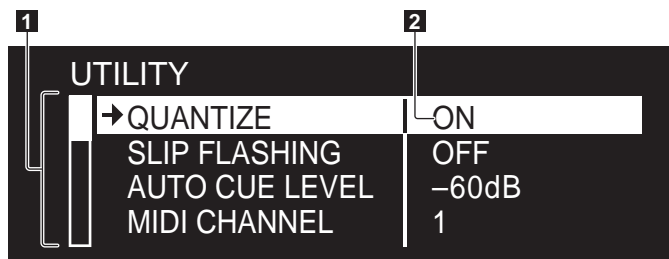 1 2
UTILITY
QUANTIZE ON
SLIP FLASHING OFF
AUTO CUE LEVEL –60dB
MIDI CHANNEL 1